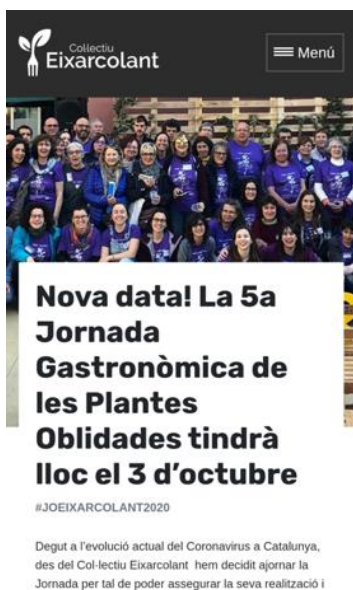 Col·lectiu
Eixarcolant
Menú
Nova data! La 5a
Jornada
Gastronòmica de
les Plantes
Oblidades tindrà
lloc el 3 d’octubre
#JOEIXARCOLANT2020
Degut a l’evolució actual del Coronavirus a Catalunya,
des del Col·lectiu Eixarcolant hem decidit ajornar la
Jornada per tal de poder assegurar la seva realització i